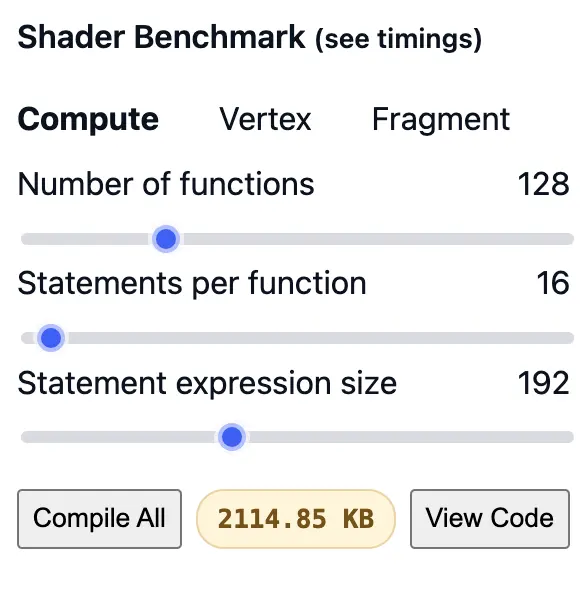 Shader Benchmark (see timings)
Compute Vertex Fragment
Number of functions 128
Statements per function 16
Statement expression size 192
Compile All 2114.85 KB View Code